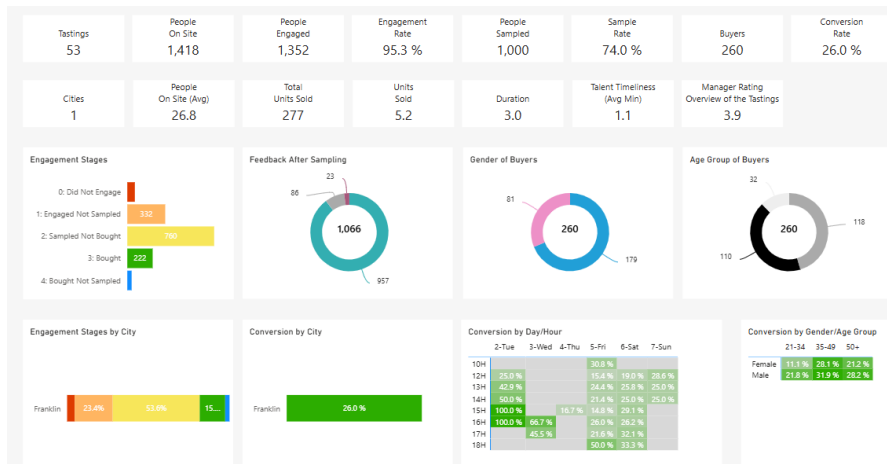 Tastings
53
People
On Site
1,418
People
Engaged
1,352
Engagement
Rate
95.3 %
People
Sampled
1,000
Sample
Rate
74.0 %
Buyers
260
Conversion
Rate
26.0 %
Cities
1
People
On Site (Avg)
26.8
Total
Units Sold
277
Units
Sold
5.2
Duration
3.0
Talent Timeliness
(Avg Min)
1.1
Manager Rating
Overview of the Tastings
3.9
Engagement Stages
0: Did Not Engage
1: Engaged Not Sampled
332
2: Sampled Not Bought
760
3: Bought
222
4: Bought Not Sampled
Feedback After Sampling
23
86
1,066
957
Gender of Buyers
81
260
179
Age Group of Buyers
32
118
260
110
Engagement Stages by City
Franklin
23.4%
53.6%
15....
Conversion by City
Franklin
26.0 %
Conversion by Day/Hour
2-Tue 3-Wed 4-Thu 5-Fri 6-Sat 7-Sun
10H 30.8 %
12H 25.0 % 15.4 % 19.0 % 28.6 %
13H 42.9 % 24.4 % 25.8 % 25.0 %
14H 50.0 % 21.4 % 25.0 % 25.0 %
15H 100.0 % 16.7 % 14.8 % 29.1 %
16H 100.0 % 66.7 % 26.0 % 26.2 %
17H 45.5 % 21.6 % 32.1 %
18H 50.0 % 33.3 %
Conversion by Gender/Age Group
21-34 35-49 50+
Female 11.1 % 28.1 % 21.2 %
Male 21.8 % 31.9 % 28.2 %